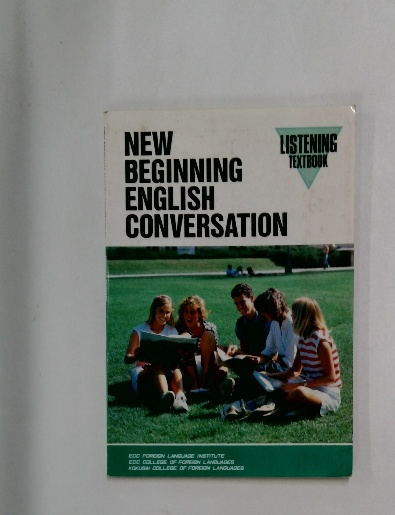 NEW
BEGINNING
ENGLISH
CONVERSATION
LISTENING
TEXTBOOK
ECC FOREIGN LANGUAGE INSTITUTE
ECC COLLEGE OF FOREIGN LANGUAGES
KOKUSAI COLLEGE OF FOREIGN LANGUAGES